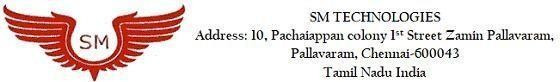 SM
SM TECHNOLOGIES
Address: 10, Pachaiappan colony 1st Street Zamin Pallavaram,
Pallavaram, Chennai-600043
Tamil Nadu India